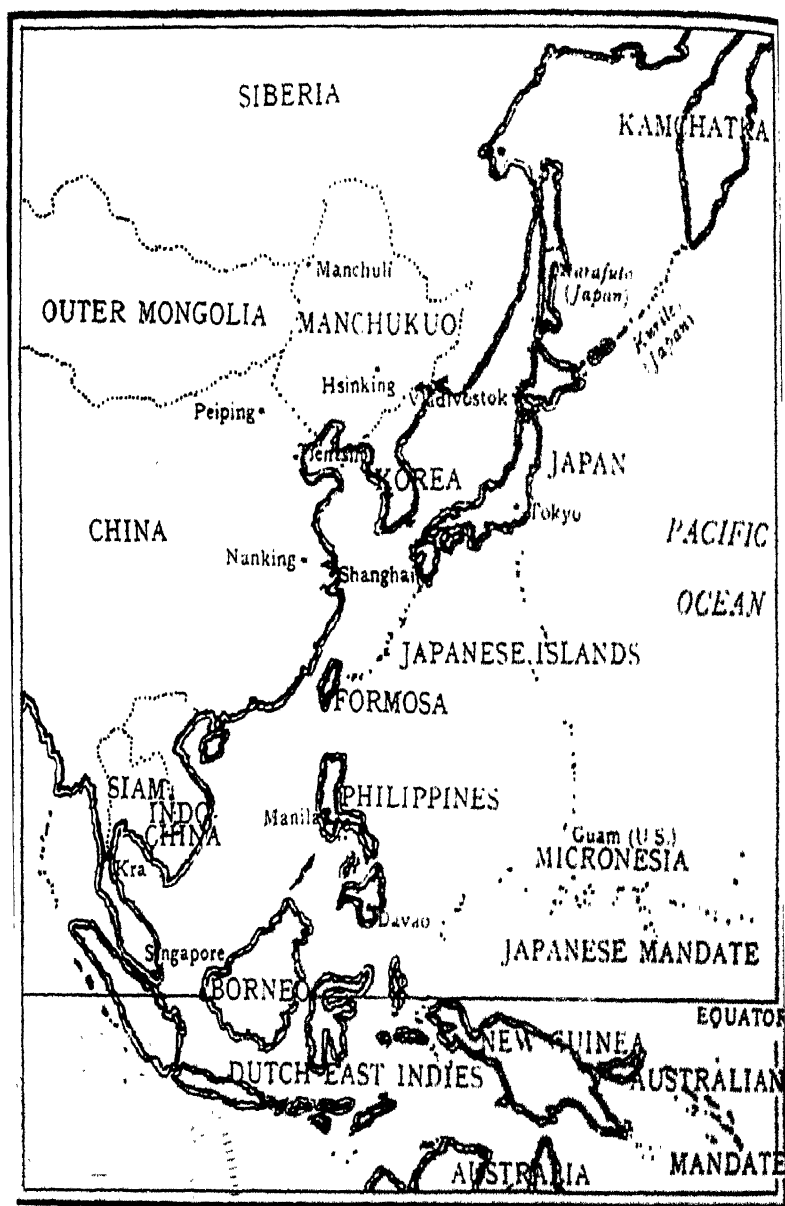 SIBERIA
KAMCHATKA
Manchuli
Karafuto
(Japan)
OUTER MONGOLIA
MANCHUKUO
Kurile,
(Japan)
Hsinking
Vladivostok
Peiping
Tientsin
KOREA
JAPAN
Tokyo
CHINA
PACIFIC
OCEAN
Nanking
Shanghai
JAPANESE ISLANDS
FORMOSA
SIAM
INDO
CHINA
PHILIPPINES
Manila
Guam (U.S.)
MICRONESIA
Kra
Davao
Singapore
JAPANESE MANDATE
BORNEO
EQUATOR
NEW GUINEA
DUTCH EAST INDIES
AUSTRALIAN
MANDATE
AUSTRALIA